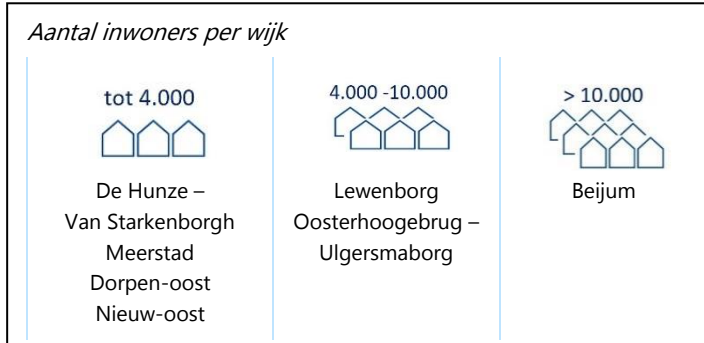 Aantal inwoners per wijk
tot 4.000
De Hunze –
Van Starkenborgh
Meerstad
Dorpen-oost
Nieuw-oost
4.000 -10.000
Lewenborg
Oosterhoogebrug –
Ulgersmaborg
> 10.000
Beijum